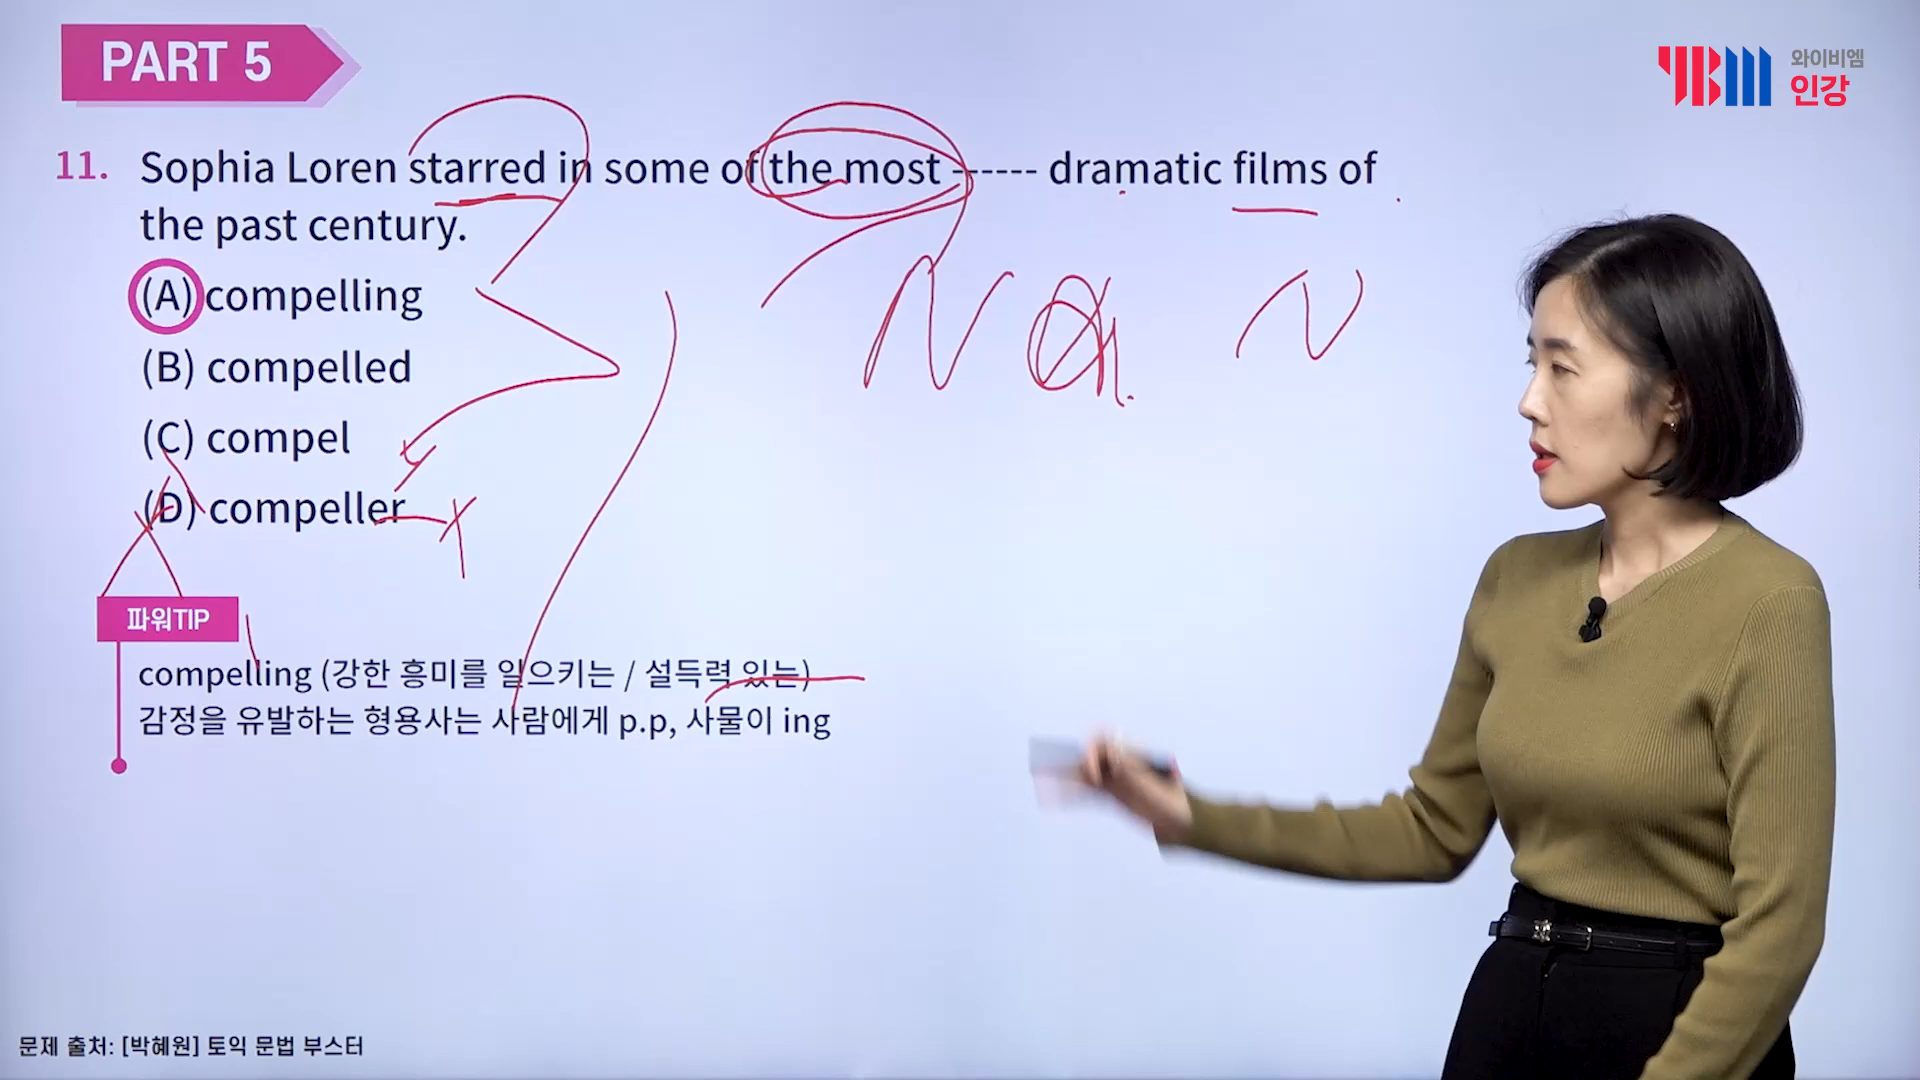 PART 5
YBM 와이비엠 인강
11. Sophia Loren starred in some of the most ------ dramatic films of
the past century.
(A) compelling
(B) compelled
(C) compel
(D) compeller
파워TIP
compelling (강한 흥미를 일으키는 / 설득력 있는)
감정을 유발하는 형용사는 사람에게 p.p, 사물이 ing
문제 출처: [박혜원] 토익 문법 부스터